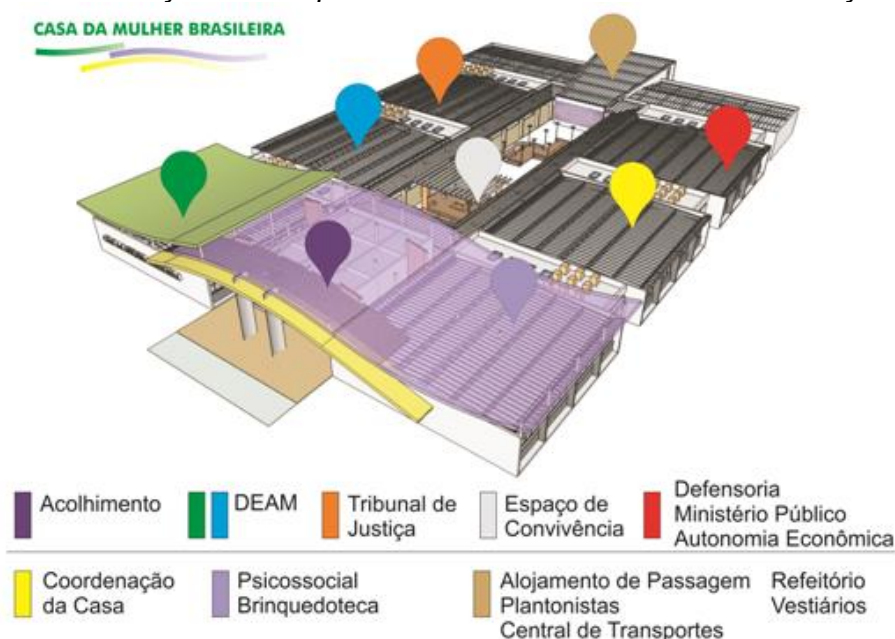 CASA DA MULHER BRASILEIRA
Acolhimento
DEAM
Tribunal de
Justiça
Espaço de
Convivência
Defensoria
Ministério Público
Autonomia Econômica
Coordenação
da Casa
Psicossocial
Brinquedoteca
Alojamento de Passagem
Plantonistas
Central de Transportes
Refeitório
Vestiários